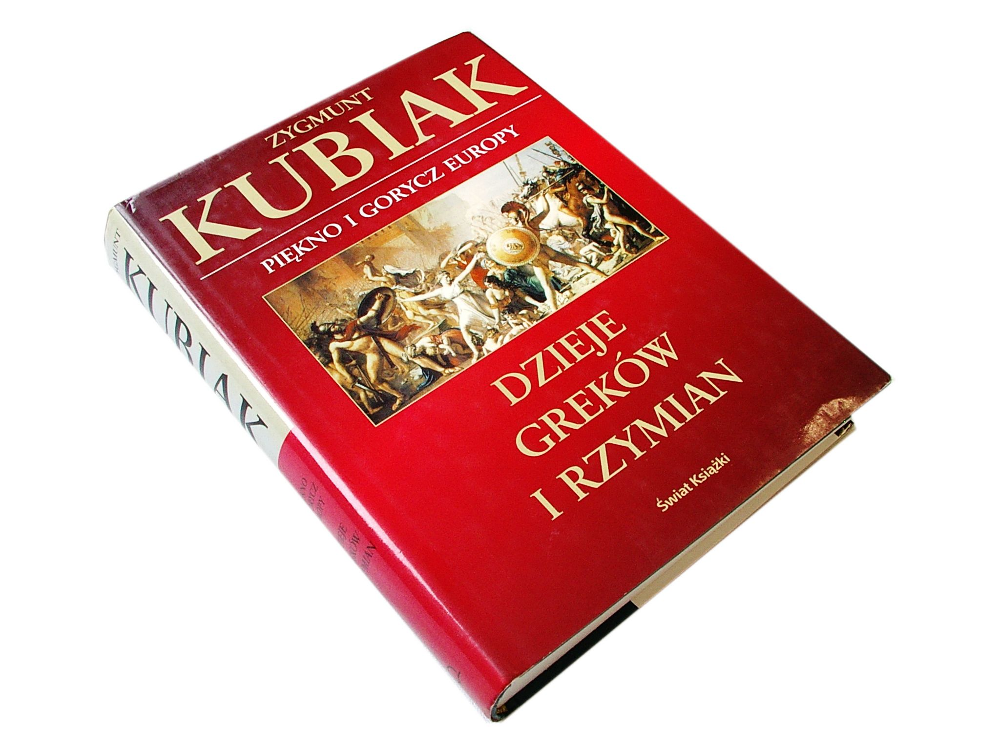 ZYGMUNT
KUBIAK
PIĘKNO I GORYCZ EUROPY
DZIEJE
GREKÓW
I RZYMIAN
Świat Książki
KUBIAK